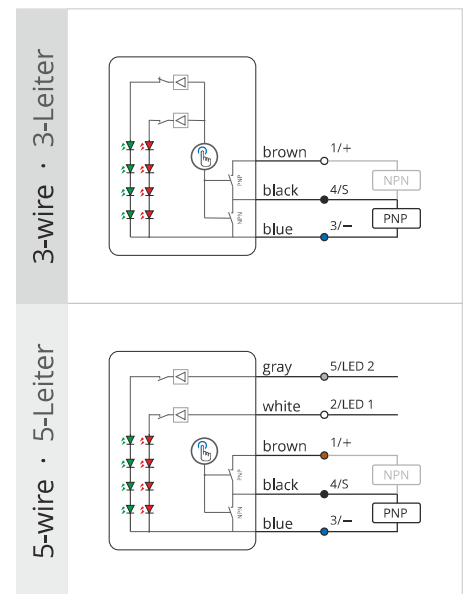 3-wire · 3-Leiter
brown 1/+
NPN
PNP
black 4/S
PNP
NPN
blue 3/−
5-wire · 5-Leiter
gray 5/LED 2
white 2/LED 1
brown 1/+
NPN
PNP
black 4/S
PNP
NPN
blue 3/−